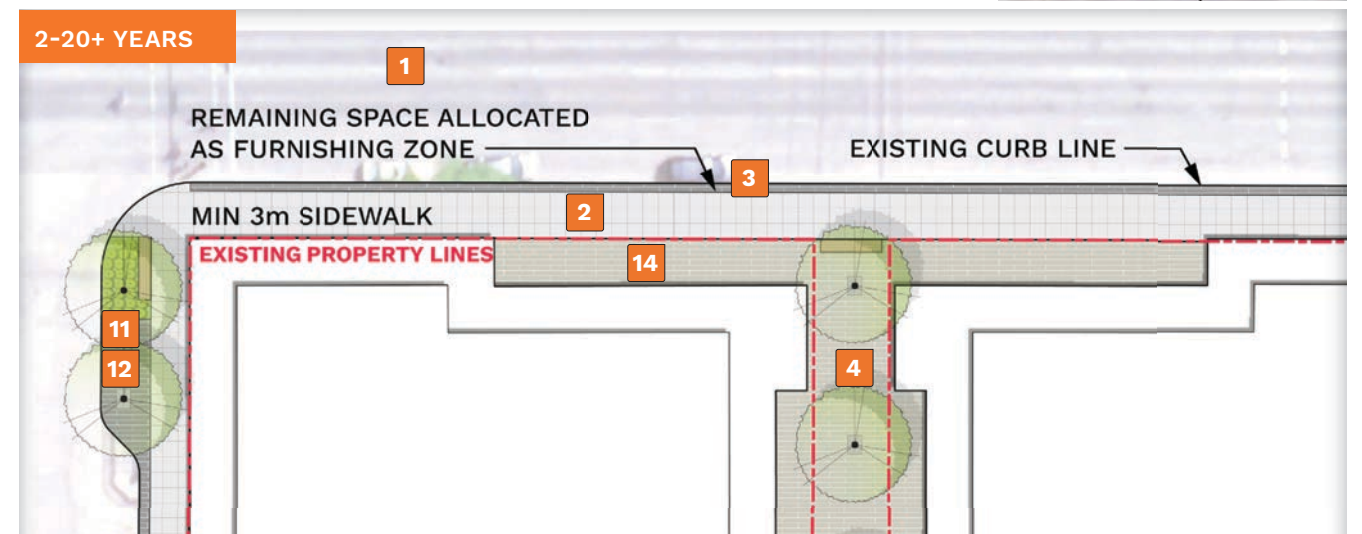 2-20+ YEARS
1
REMAINING SPACE ALLOCATED
AS FURNISHING ZONE
EXISTING CURB LINE
3
MIN 3m SIDEWALK
2
EXISTING PROPERTY LINES
14
11
12
4